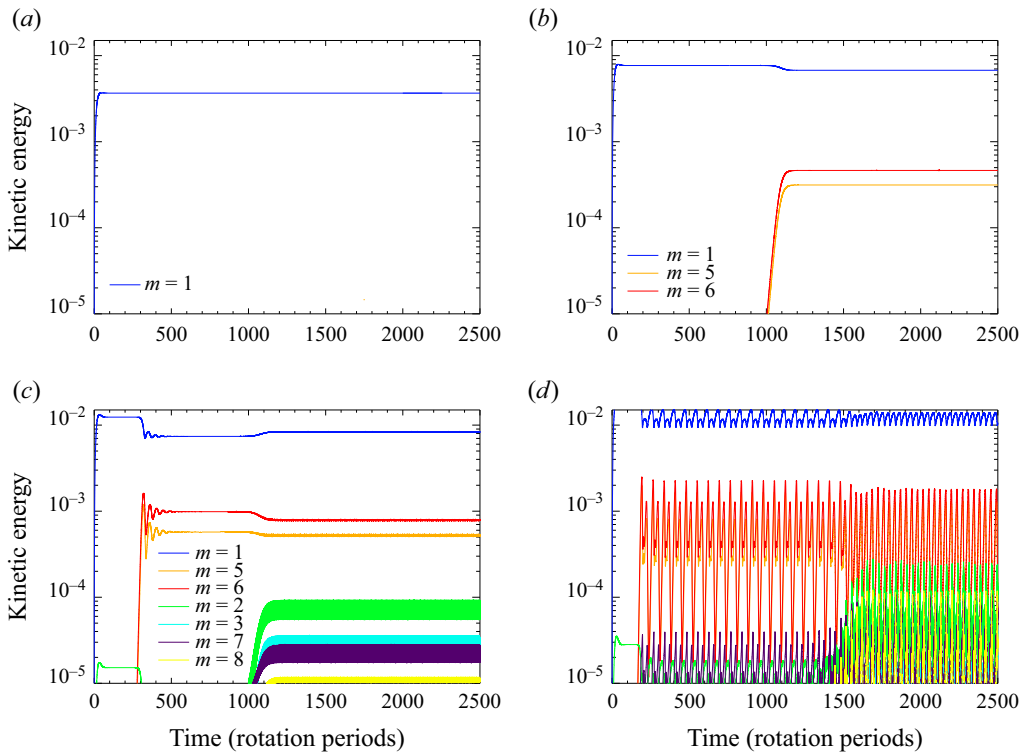 (a)
Kinetic energy
10⁻²
10⁻³
10⁻⁴
10⁻⁵
m = 1
0 500 1000 1500 2000 2500
(b)
10⁻²
10⁻³
10⁻⁴
10⁻⁵
m = 1
m = 5
m = 6
0 500 1000 1500 2000 2500
(c)
Kinetic energy
10⁻²
10⁻³
10⁻⁴
10⁻⁵
m = 1
m = 5
m = 6
m = 2
m = 3
m = 7
m = 8
0 500 1000 1500 2000 2500
Time (rotation periods)
(d)
10⁻²
10⁻³
10⁻⁴
10⁻⁵
0 500 1000 1500 2000 2500
Time (rotation periods)